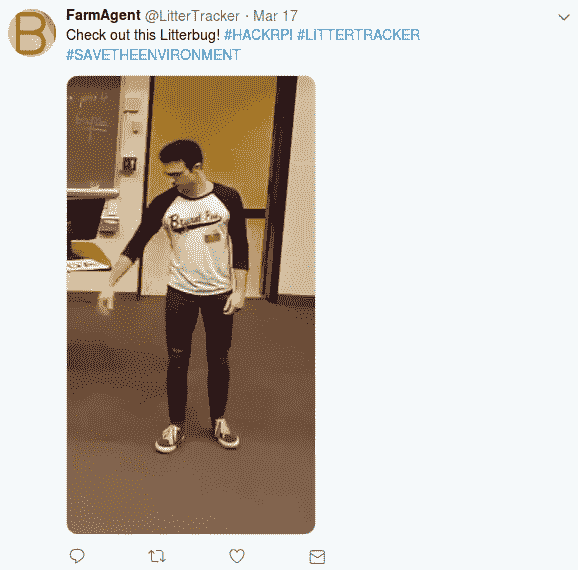 B
FarmAgent @LitterTracker · Mar 17
Check out this Litterbug! #HACKRPI #LITTERTRACKER
#SAVETHEENVIRONMENT